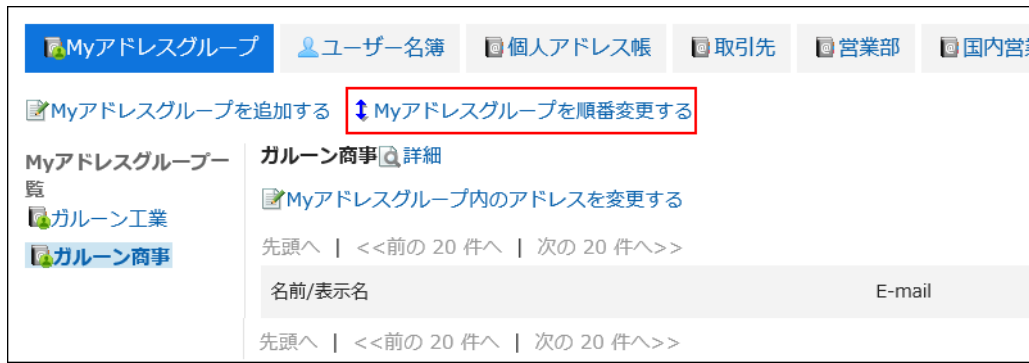 Myアドレスグループ ユーザー名簿 個人アドレス帳 取引先 営業部 国内営
Myアドレスグループを追加する Myアドレスグループを順番変更する
Myアドレスグループ一
覧
ガルーン工業
ガルーン商事
ガルーン商事 詳細
Myアドレスグループ内のアドレスを変更する
先頭へ | <<前の 20 件へ | 次の 20 件へ>>
名前/表示名 E-mail
先頭へ | <<前の 20 件へ | 次の 20 件へ>>